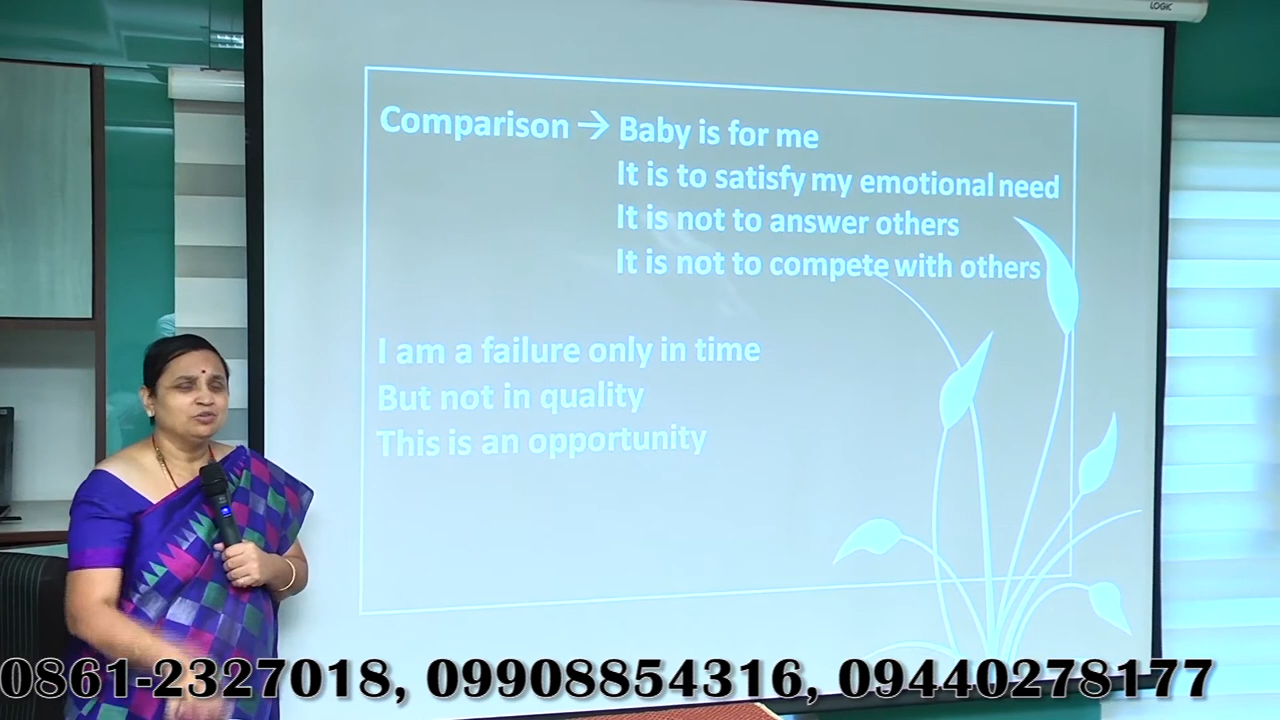 LOGIC
Comparison → Baby is for me
It is to satisfy my emotional need
It is not to answer others
It is not to compete with others
I am a failure only in time
But not in quality
This is an opportunity
0861-2327018, 09908854316, 09440278177